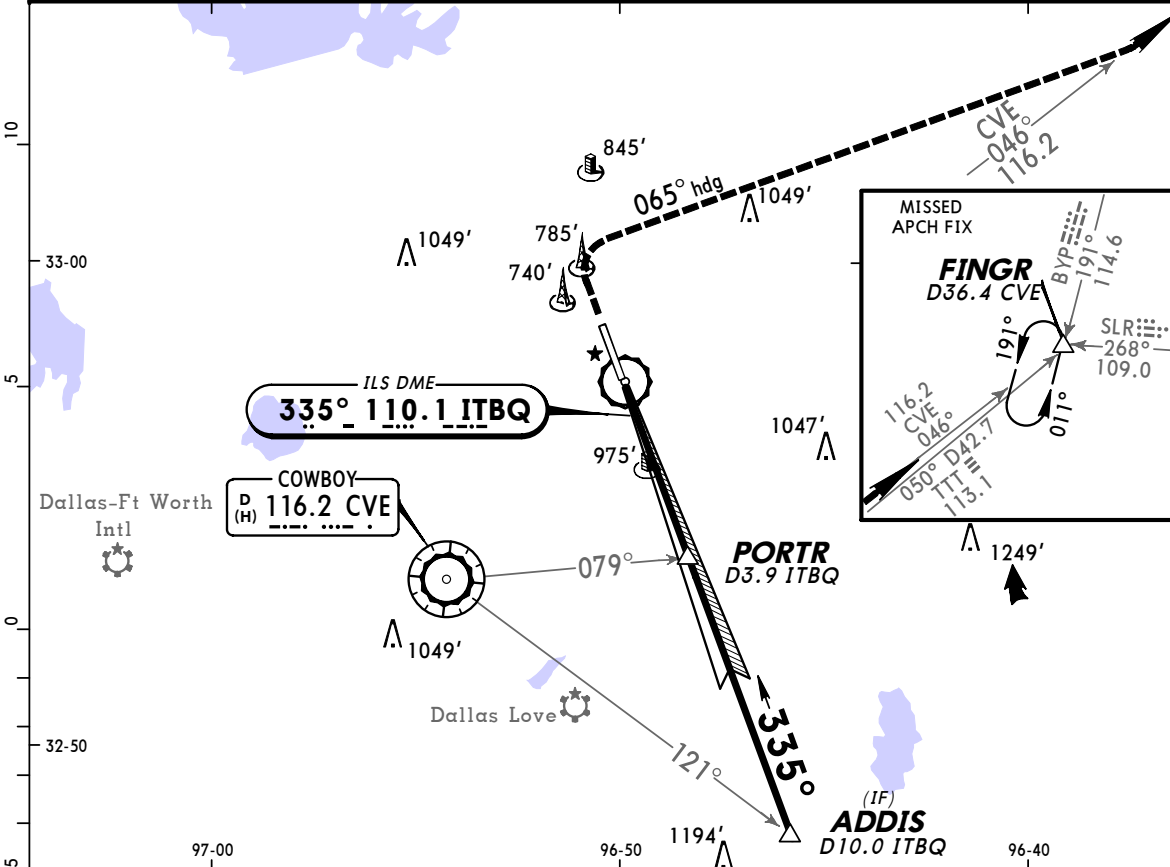 10
33-00
5
0
32-50
5
97-00
96-50
96-40
845'
065° hdg
1049'
1049'
785'
740'
CVE
046°
116.2
MISSED
APCH FIX
FINGR
D36.4 CVE
BYP
191°
114.6
SLR
268°
109.0
191°
011°
116.2
CVE
046°
050° D42.7
TTT
113.1
ILS DME
335° 110.1 ITBQ
975'
1047'
COWBOY
D
(H)
116.2 CVE
Dallas-Ft Worth
Intl
079°
PORTR
D3.9 ITBQ
1249'
1049'
Dallas Love
121°
335°
(IF)
ADDIS
D10.0 ITBQ
1194'